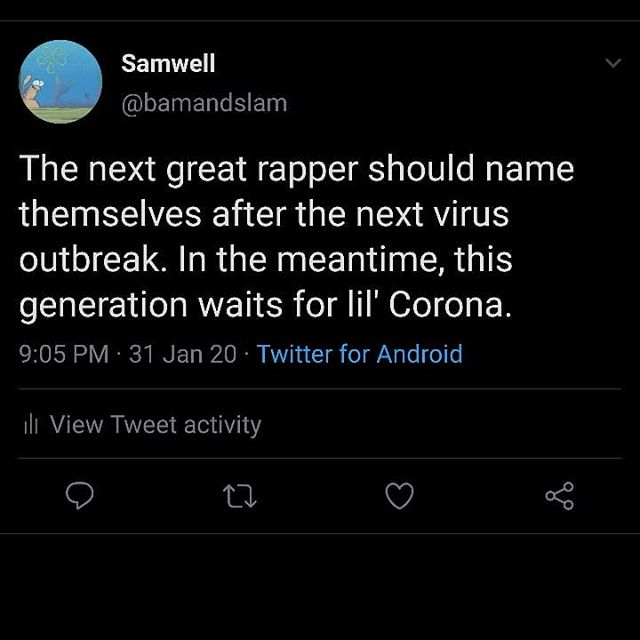 Samwell
@bamandslam
The next great rapper should name
themselves after the next virus
outbreak. In the meantime, this
generation waits for lil' Corona.
9:05 PM · 31 Jan 20 · Twitter for Android
View Tweet activity